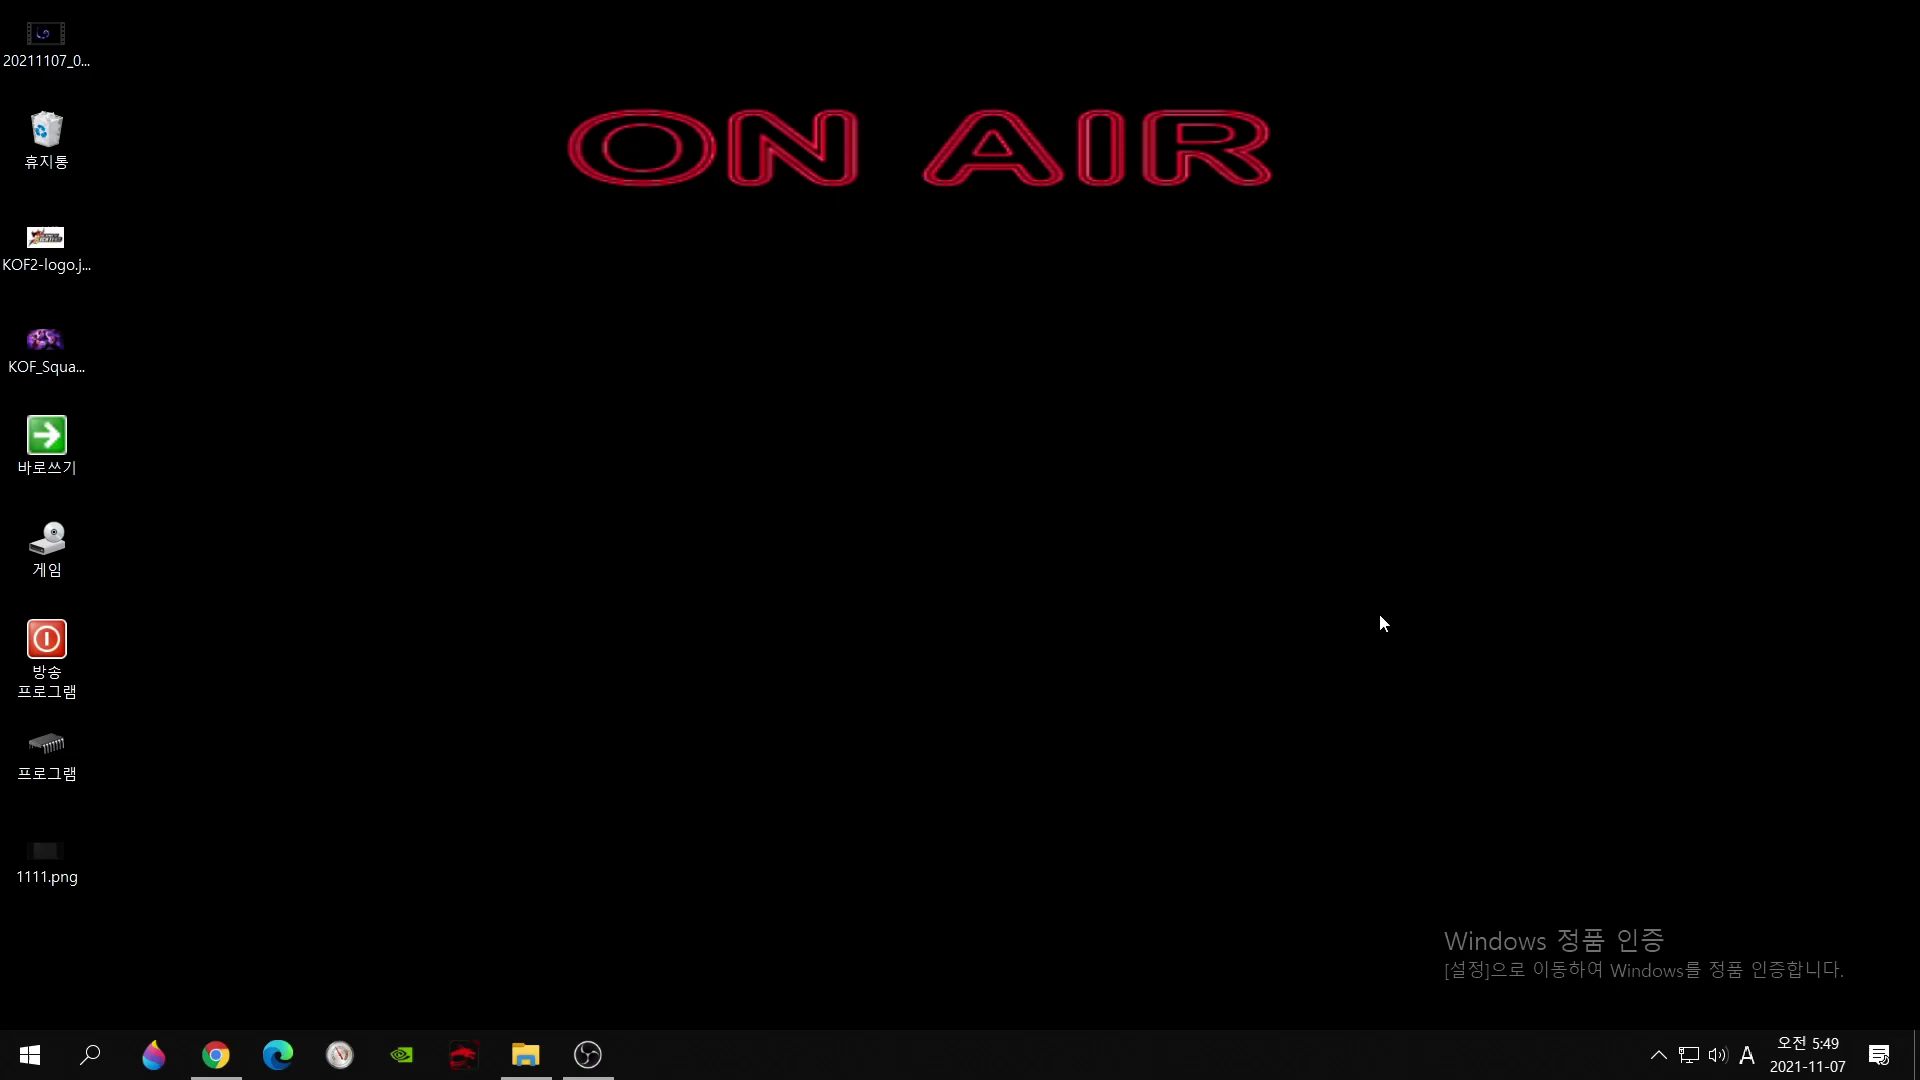 20211107_0...
ON AIR
휴지통
KOF2-logo.j...
KOF_Squa...
바로쓰기
게임
방송
프로그램
프로그램
1111.png
Windows 정품 인증
[설정]으로 이동하여 Windows를 정품 인증합니다.
A
오전 5:49
2021-11-07